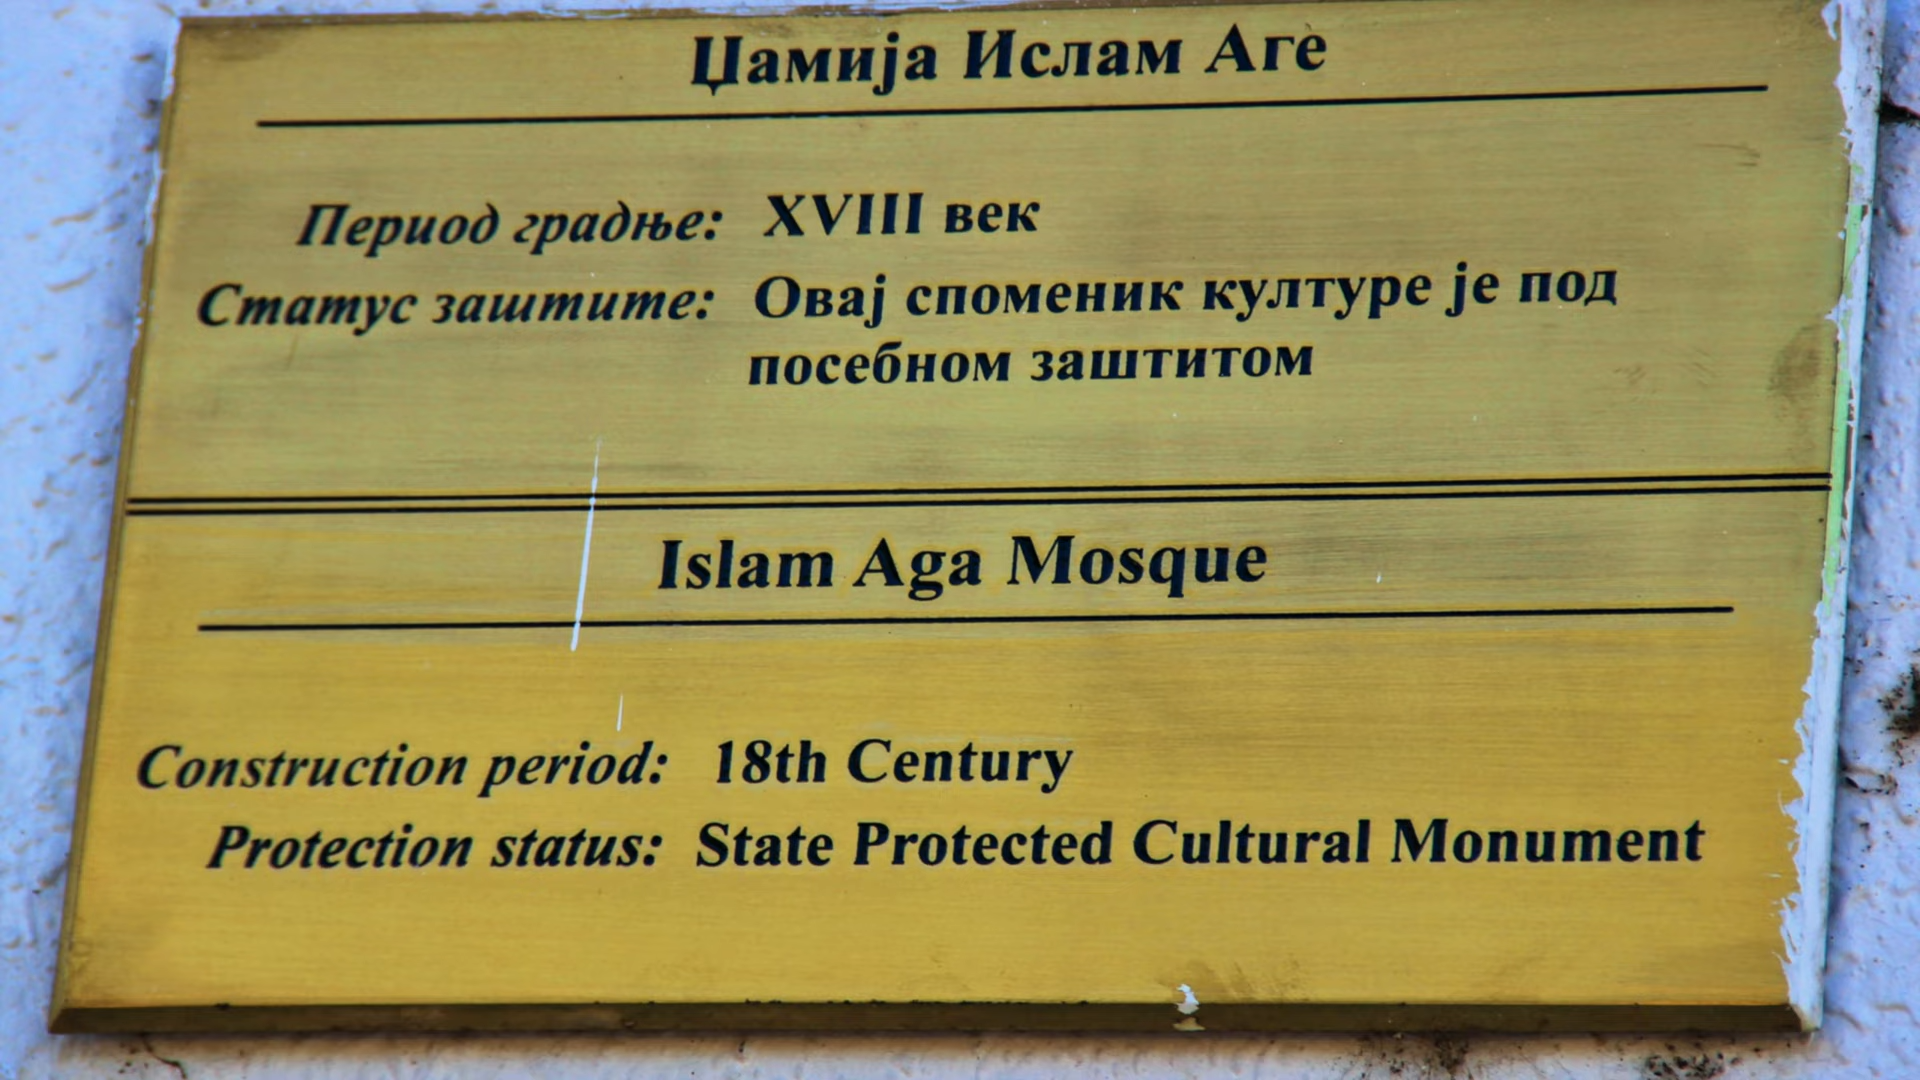 Џамија Ислам Аге
Период градње: XVIII век
Статус заштите: Овај споменик културе је под
посебном заштитом
Islam Aga Mosque
Construction period: 18th Century
Protection status: State Protected Cultural Monument